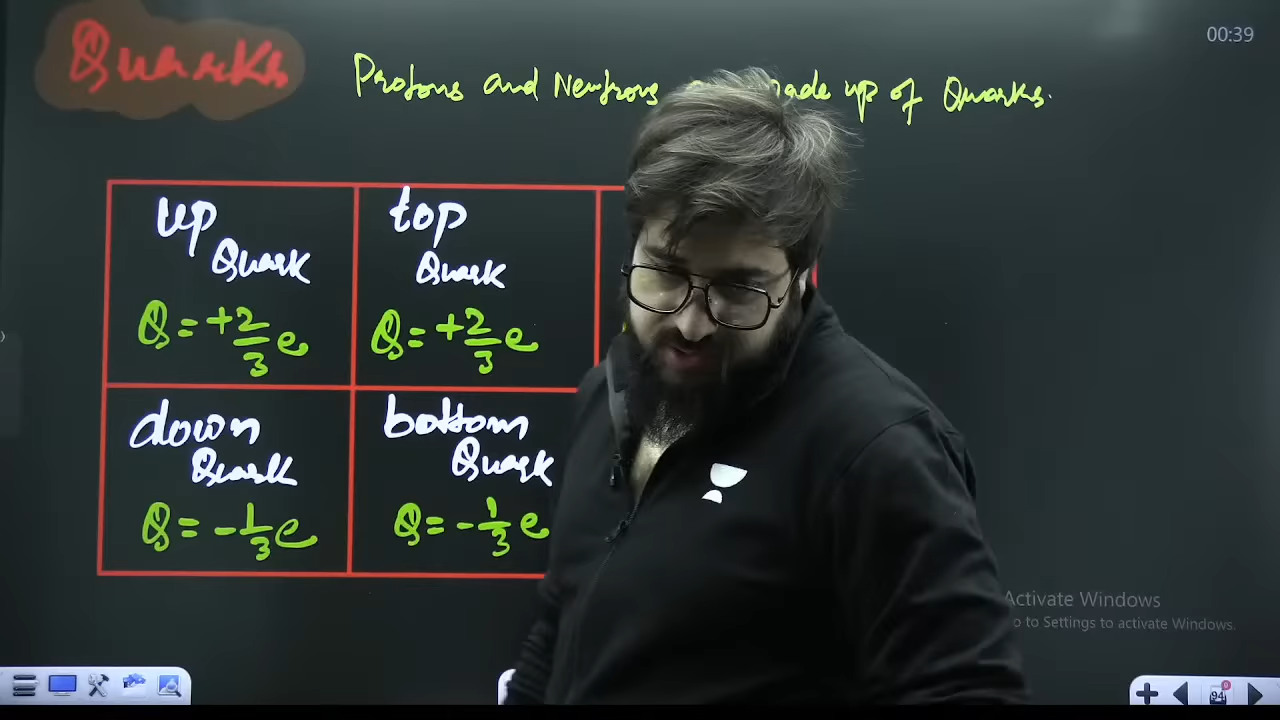 Quarks
00:39
Protons and Neutrons made up of Quarks.
up
Quark
Q = +2/3 e
top
Quark
Q = +2/3 e
down
Quark
Q = -1/3 e
bottom
Quark
Q = -1/3 e
Activate Windows
to Settings to activate Windows.
94